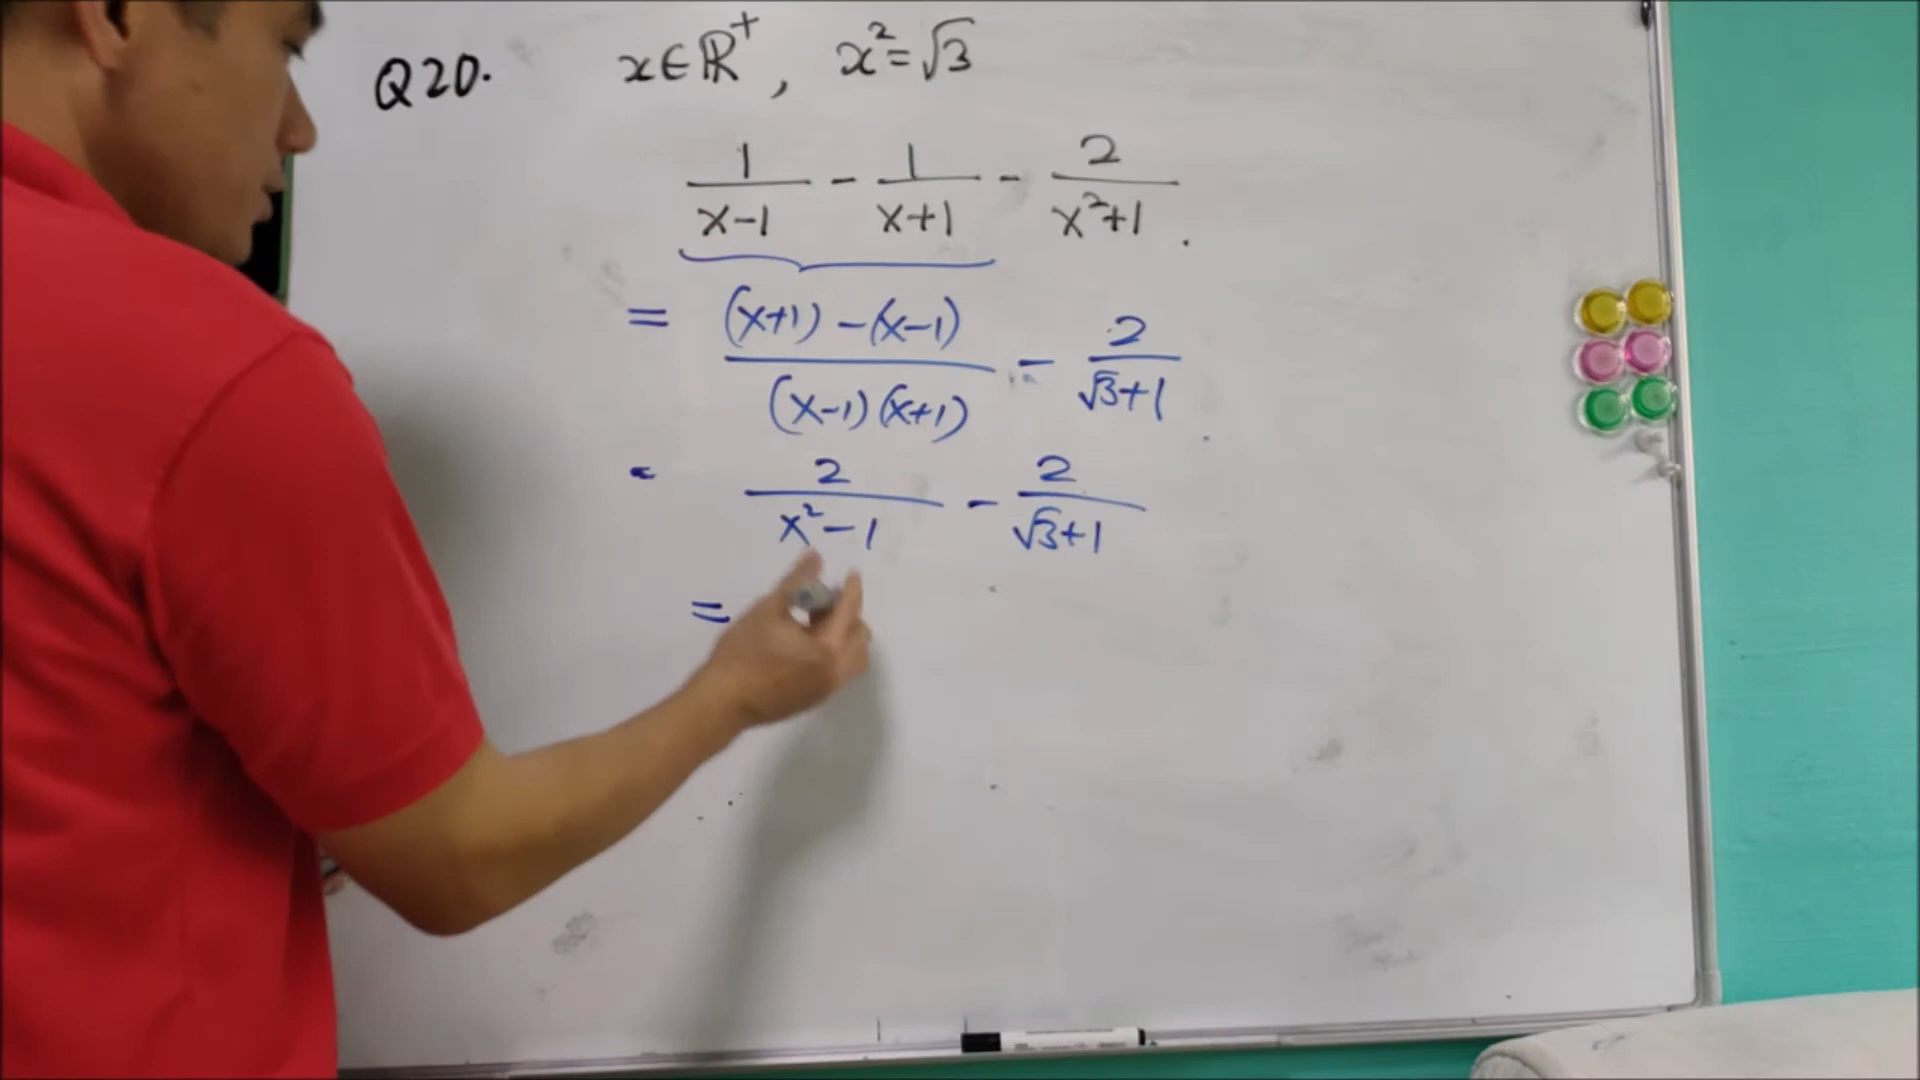 Q20. x∈ℝ⁺, x²=√3
1/(x-1) - 1/(x+1) - 2/(x²+1).
= ((x+1)-(x-1))/((x-1)(x+1)) - 2/(√3+1)
= 2/(x²-1) - 2/(√3+1)
=